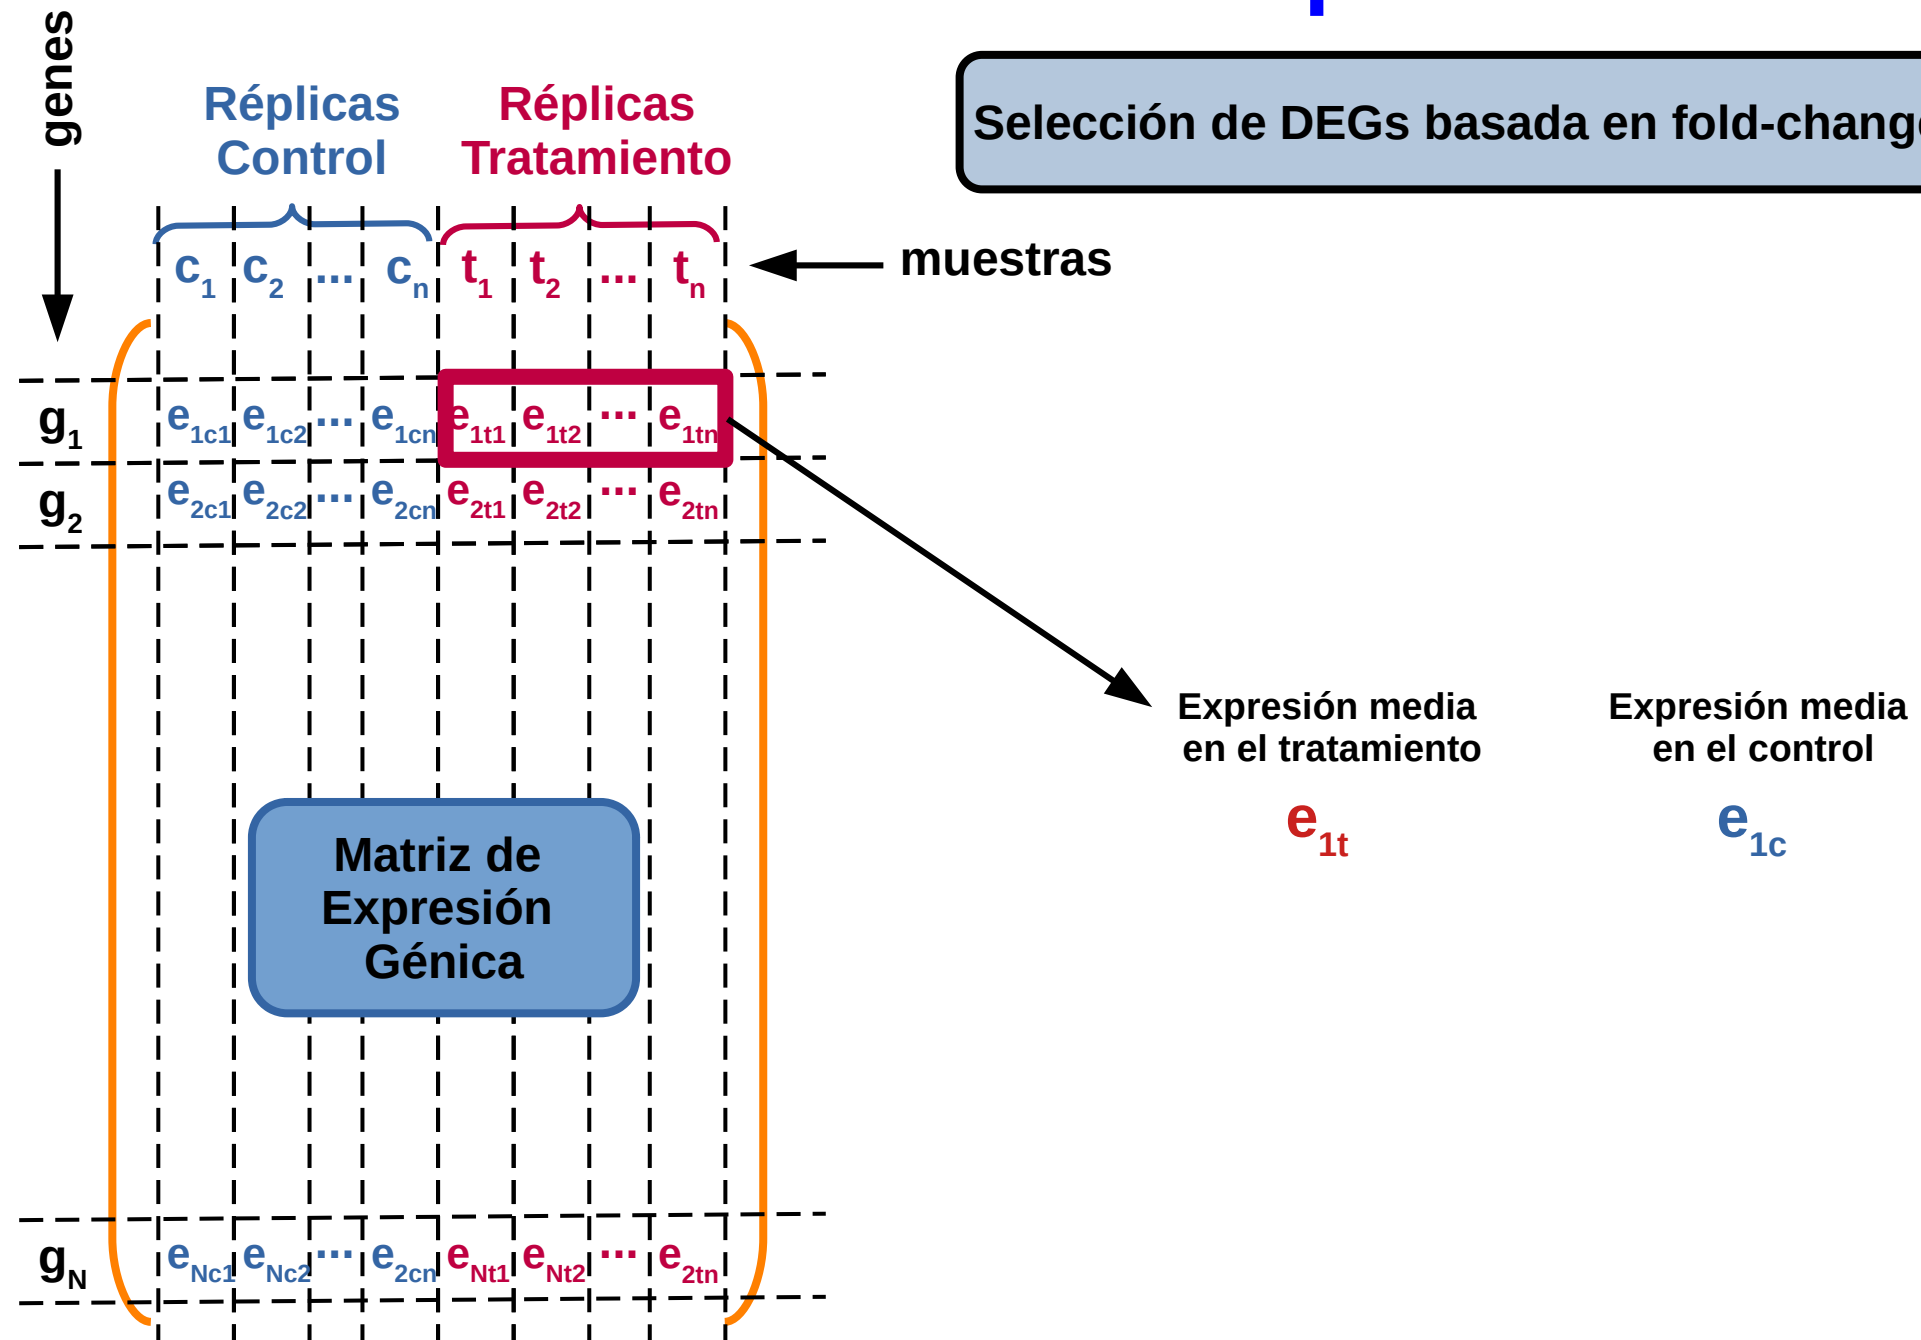 genes
Réplicas
Control
Réplicas
Tratamiento
Selección de DEGs basada en fold-change
c1 c2 ... cn t1 t2 ... tn
muestras
g1 e1c1 e1c2 ... e1cn e1t1 e1t2 ... e1tn
g2 e2c1 e2c2 ... e2cn e2t1 e2t2 ... e2tn
Expresión media
en el tratamiento
e1t
Expresión media
en el control
e1c
Matriz de
Expresión
Génica
gN eNc1 eNc2 ... e2cn eNt1 eNt2 ... e2tn